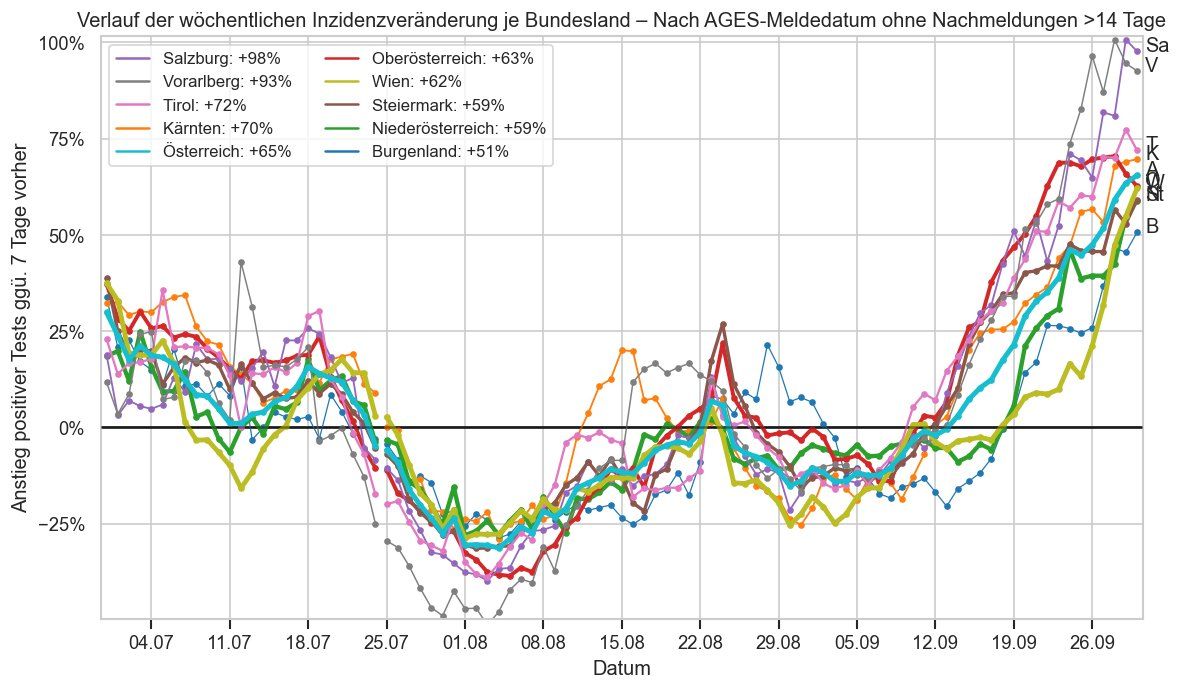 Verlauf der wöchentlichen Inzidenzveränderung je Bundesland – Nach AGES-Meldedatum ohne Nachmeldungen >14 Tage
Anstieg positiver Tests ggü. 7 Tage vorher
100%
75%
50%
25%
0%
−25%
Salzburg: +98%
Vorarlberg: +93%
Tirol: +72%
Kärnten: +70%
Österreich: +65%
Oberösterreich: +63%
Wien: +62%
Steiermark: +59%
Niederösterreich: +59%
Burgenland: +51%
Sa
V
T
K
A
B
04.07 11.07 18.07 25.07 01.08 08.08 15.08 22.08 29.08 05.09 12.09 19.09 26.09
Datum